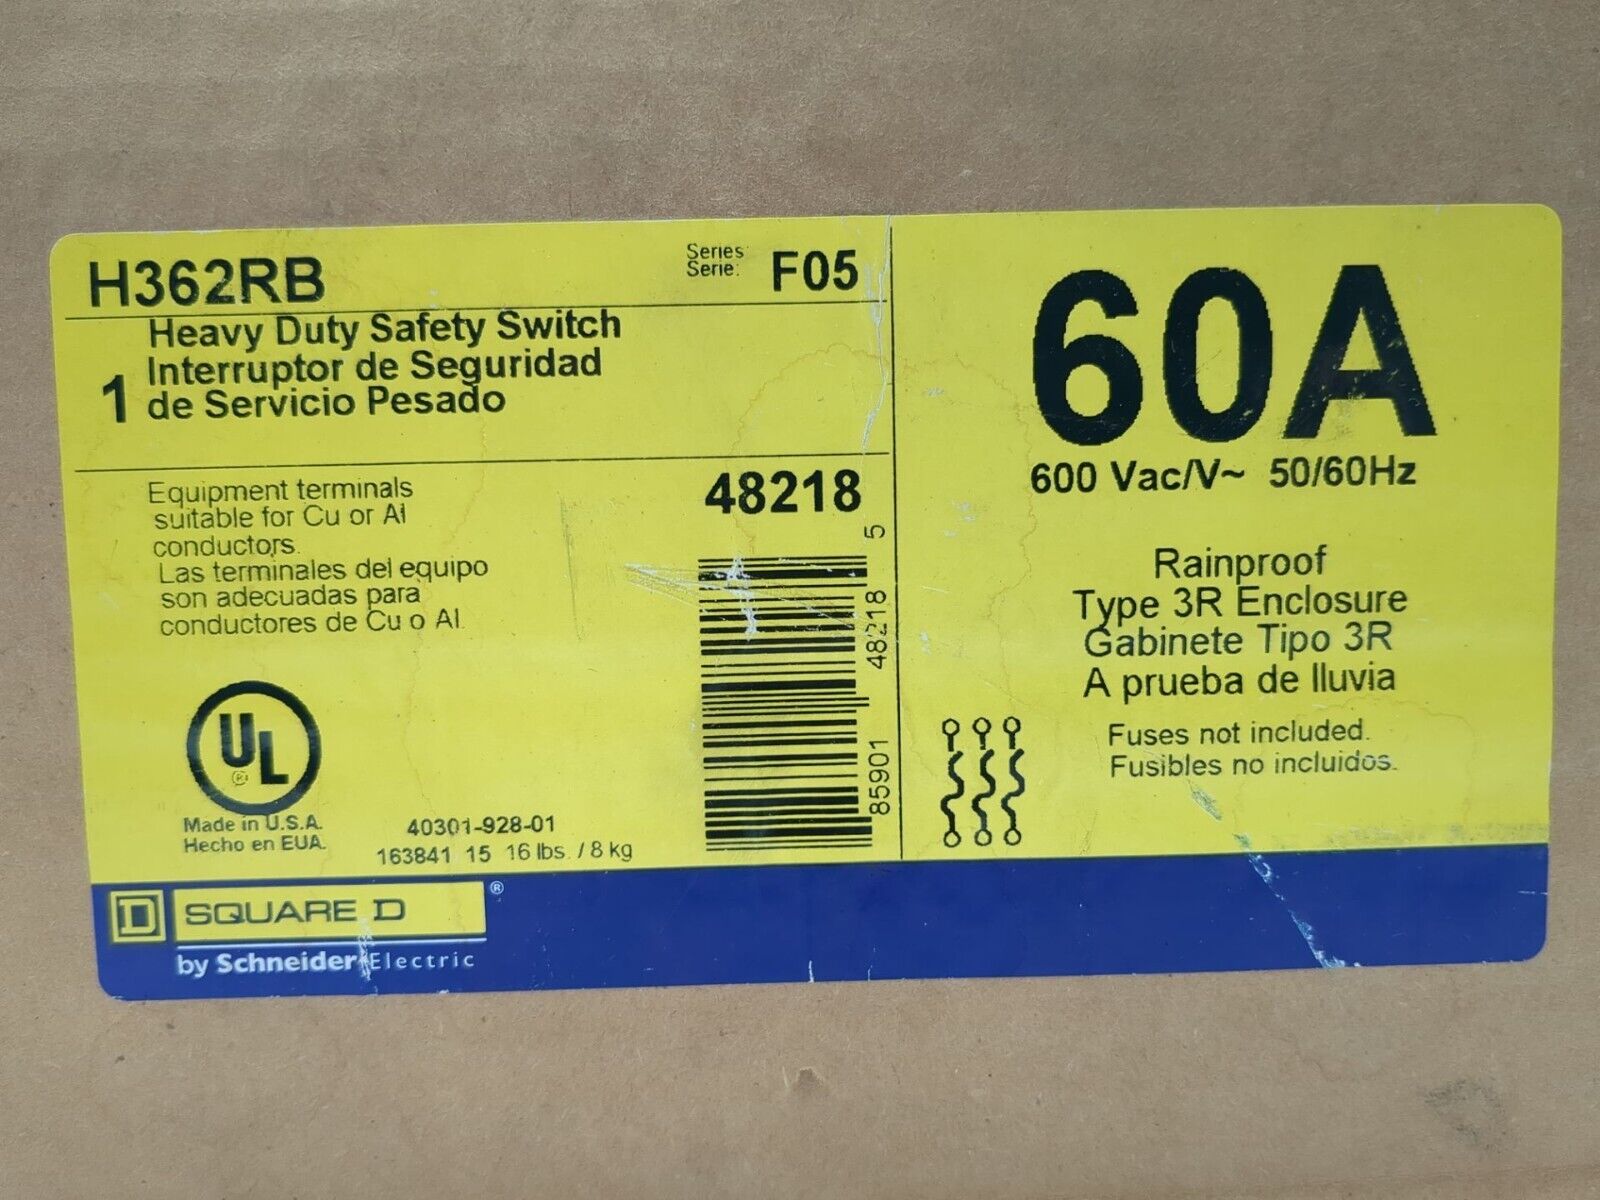 H362RB
Series
Serie:
F05
1
Heavy Duty Safety Switch
Interruptor de Seguridad
de Servicio Pesado
Equipment terminals
suitable for Cu or Al
conductors.
Las terminales del equipo
son adecuadas para
conductores de Cu o Al.
48218
85901 48218 5
UL
®
Made in U.S.A.
Hecho en EUA.
40301-928-01
163841 15 16 lbs. / 8 kg
60A
600 Vac/V~ 50/60Hz
Rainproof
Type 3R Enclosure
Gabinete Tipo 3R
A prueba de lluvia
Fuses not included.
Fusibles no incluidos.
D SQUARE D ®
by Schneider Electric